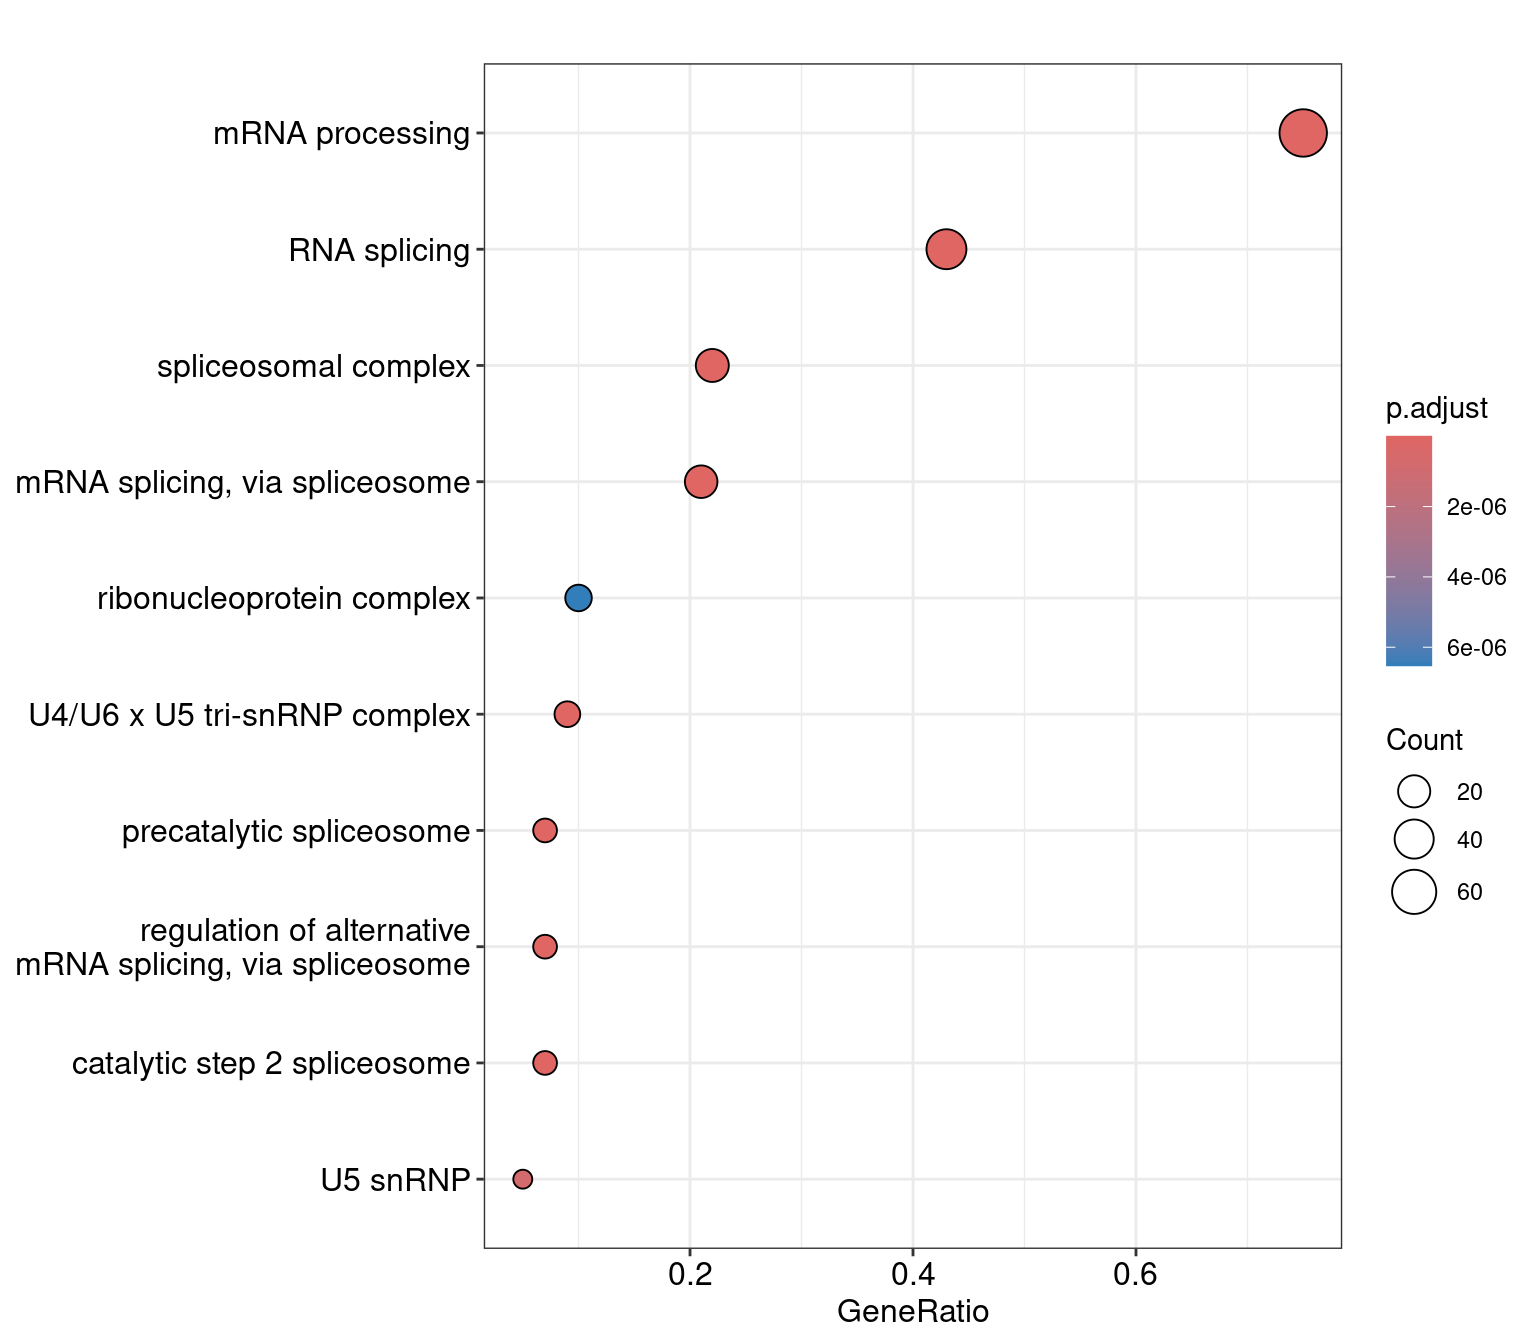 mRNA processing
RNA splicing
spliceosomal complex
mRNA splicing, via spliceosome
ribonucleoprotein complex
U4/U6 x U5 tri-snRNP complex
precatalytic spliceosome
regulation of alternative
mRNA splicing, via spliceosome
catalytic step 2 spliceosome
U5 snRNP
0.2 0.4 0.6
GeneRatio
p.adjust
2e-06
4e-06
6e-06
Count
20
40
60